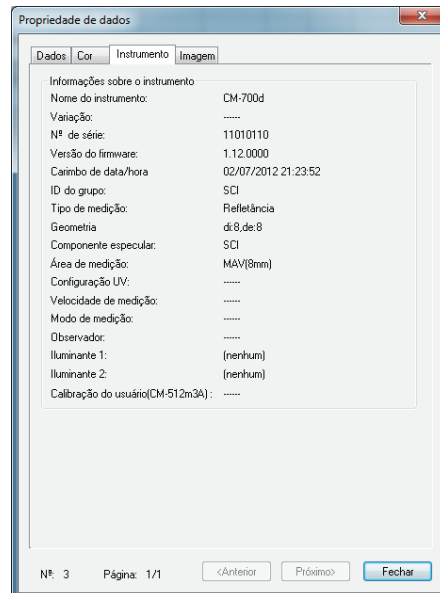 Propriedade de dados
x
Dados Cor Instrumento Imagem
Informações sobre o instrumento
Nome do instrumento: CM-700d
Variação: ------
Nº de série: 11010110
Versão do firmware: 1.12.0000
Carimbo de data/hora 02/07/2012 21:23:52
ID do grupo: SCI
Tipo de medição: Refletância
Geometria di:8,de:8
Componente especular: SCI
Área de medição: MAV(8mm)
Configuração UV: ------
Velocidade de medição: ------
Modo de medição: ------
Observador: ------
Iluminante 1: (nenhum)
Iluminante 2: (nenhum)
Calibração do usuário(CM-512m3A) : ------
Nº: 3 Página: 1/1 <Anterior Próximo> Fechar